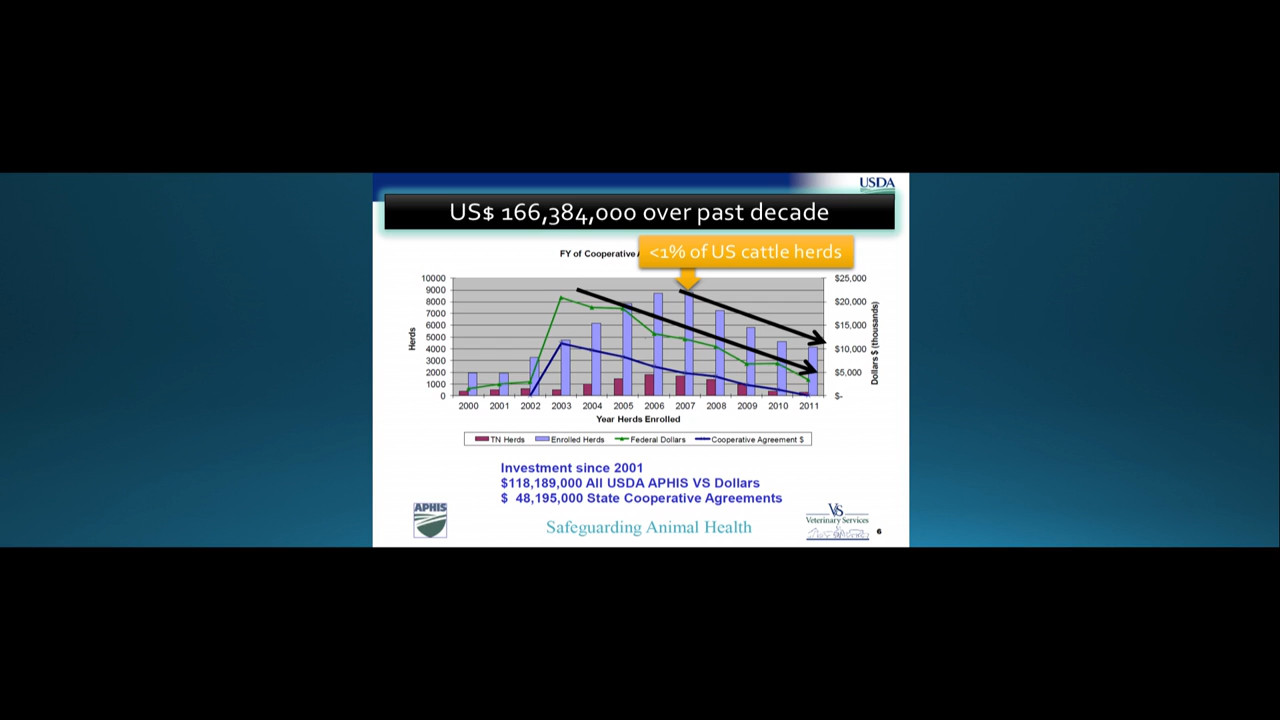 USDA
US$ 166,384,000 over past decade
FY of Cooperative
<1% of US cattle herds
10000
9000
8000
7000
6000
5000
4000
3000
2000
1000
0
Herds
$25,000
$20,000
$15,000
$10,000
$5,000
$-
Dollars $ (thousands)
2000 2001 2002 2003 2004 2005 2006 2007 2008 2009 2010 2011
Year Herds Enrolled
TN Herds Enrolled Herds Federal Dollars Cooperative Agreement $
Investment since 2001
$118,189,000 All USDA APHIS VS Dollars
$ 48,195,000 State Cooperative Agreements
APHIS
Safeguarding Animal Health
VS
Veterinary Services
6